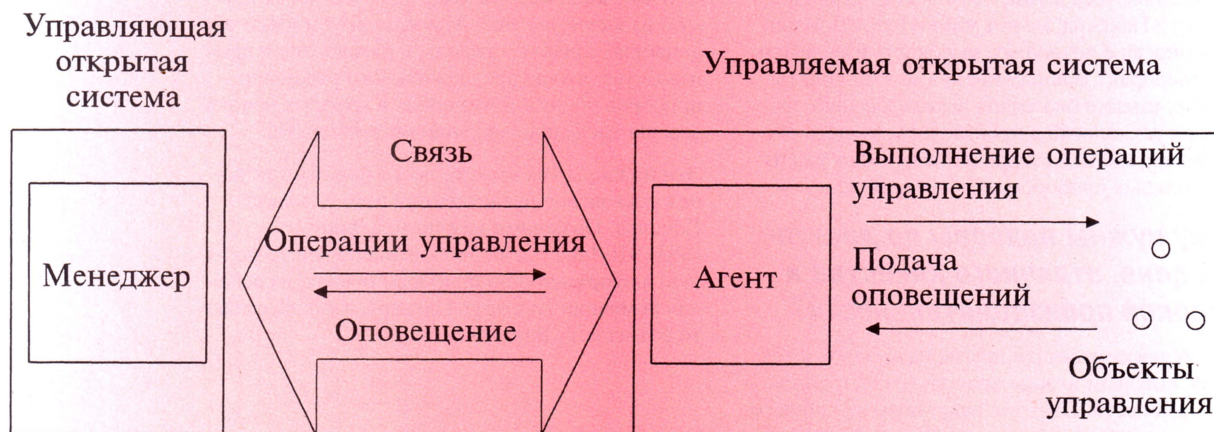 Управляющая
открытая
система
Управляемая открытая система
Менеджер
Связь
Операции управления
Оповещение
Агент
Выполнение операций
управления
Подача
оповещений
Объекты
управления